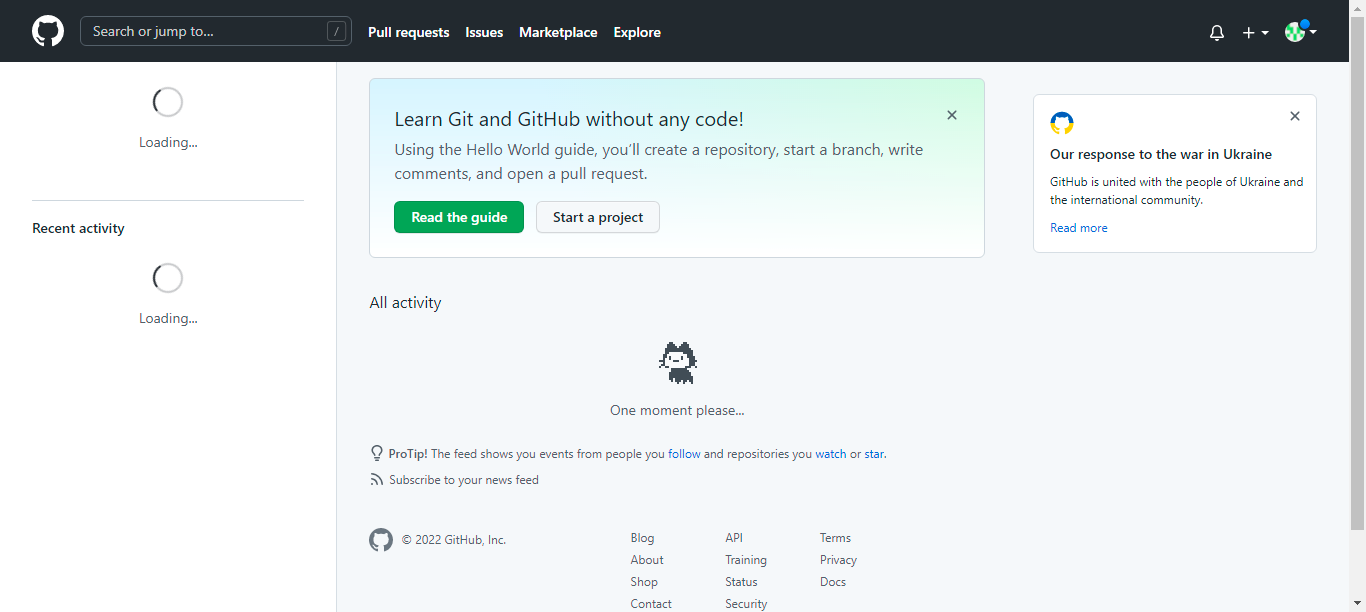 Search or jump to... /
Pull requests
Issues
Marketplace
Explore
Loading...
Recent activity
Loading...
Learn Git and GitHub without any code!
Using the Hello World guide, you’ll create a repository, start a branch, write
comments, and open a pull request.
Read the guide
Start a project
All activity
One moment please...
ProTip! The feed shows you events from people you follow and repositories you watch or star.
Subscribe to your news feed
Our response to the war in Ukraine
GitHub is united with the people of Ukraine and
the international community.
Read more
© 2022 GitHub, Inc.
Blog
About
Shop
Contact
API
Training
Status
Security
Terms
Privacy
Docs